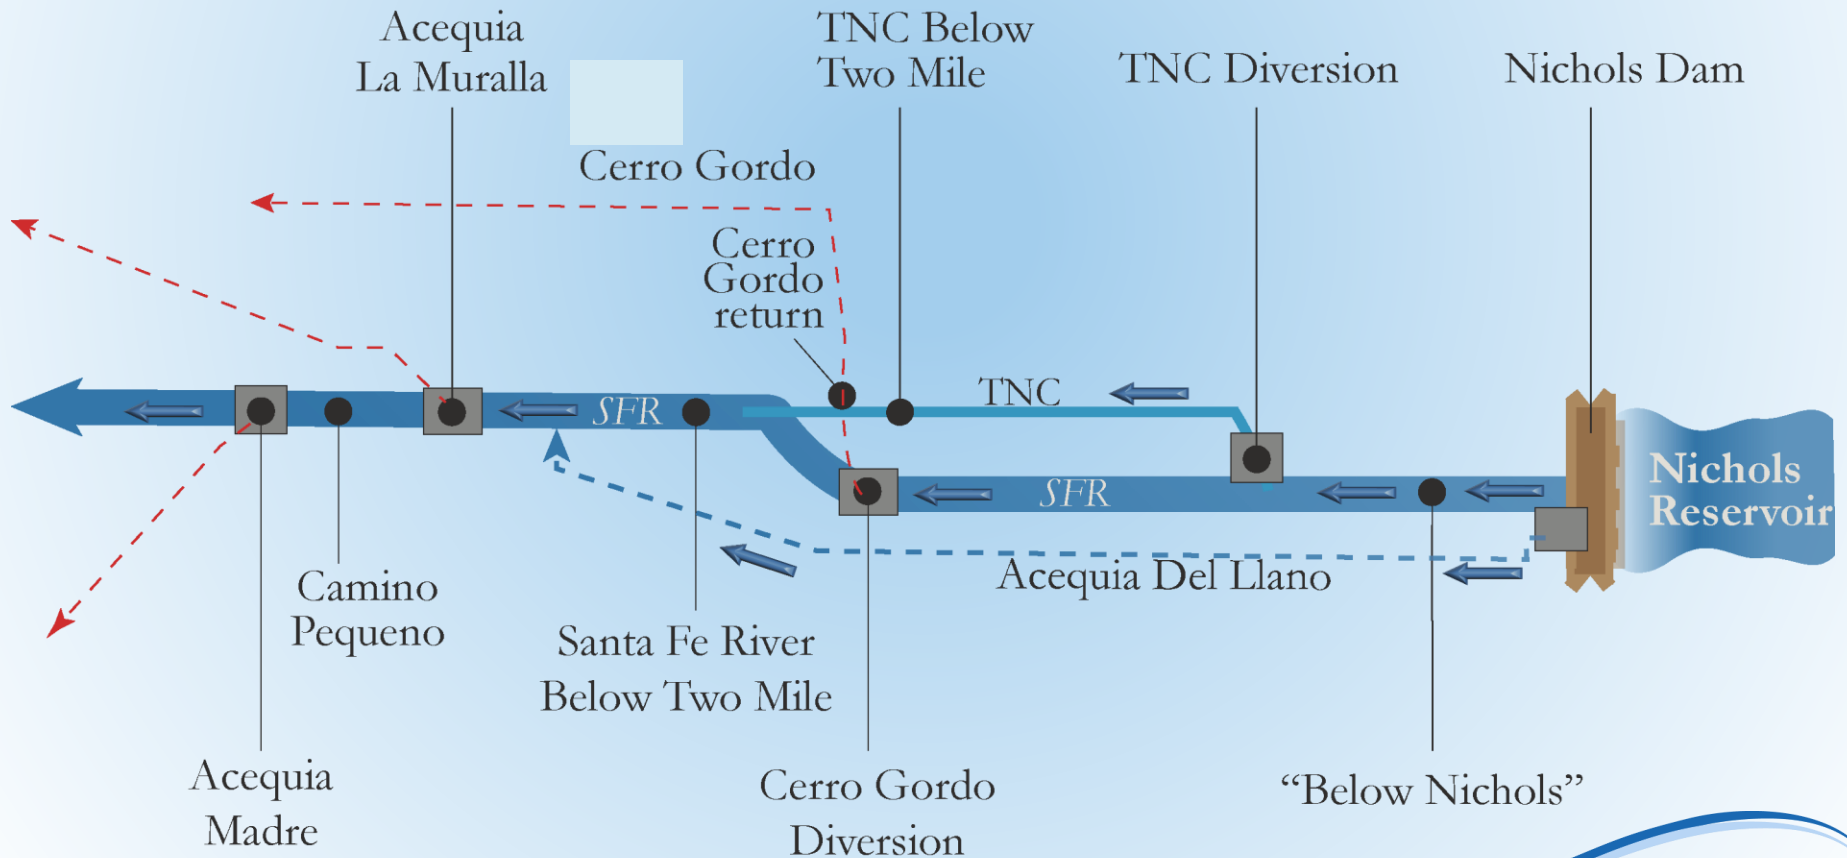 Acequia
La Muralla
TNC Below
Two Mile
TNC Diversion
Nichols Dam
Cerro Gordo
Cerro
Gordo
return
TNC
SFR
SFR
Nichols
Reservoir
Acequia Del Llano
Camino
Pequeno
Santa Fe River
Below Two Mile
Acequia
Madre
Cerro Gordo
Diversion
“Below Nichols”